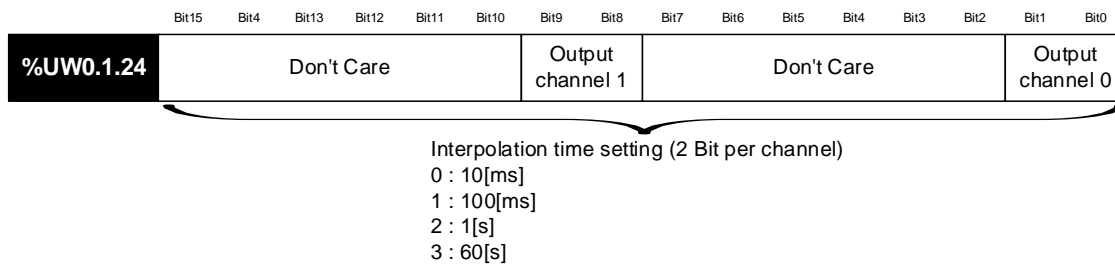 Bit15 Bit4 Bit13 Bit12 Bit11 Bit10 Bit9 Bit8 Bit7 Bit6 Bit5 Bit4 Bit3 Bit2 Bit1 Bit0
%UW0.1.24 Don't Care Output channel 1 Don't Care Output channel 0
Interpolation time setting (2 Bit per channel)
0 : 10[ms]
1 : 100[ms]
2 : 1[s]
3 : 60[s]